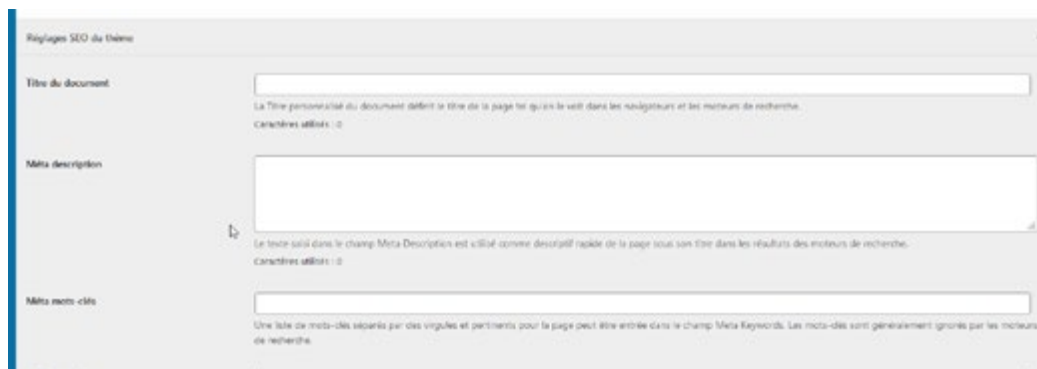 Réglages SEO du thème
Titre du document
La Titre personnalisé du document définit le titre de la page tel qu'on le voit dans les navigateurs et les moteurs de recherche.
Caractères utilisés : 0
Méta description
Le texte saisi dans le champ Meta Description est utilisé comme descriptif rapide de la page sous son titre dans les résultats des moteurs de recherche.
Caractères utilisés : 0
Méta mots-clés
Une liste de mots-clés séparés par des virgules et pertinents pour la page peut être entrée dans le champ Meta Keywords. Les mots-clés sont généralement ignorés par les moteurs
de recherche.